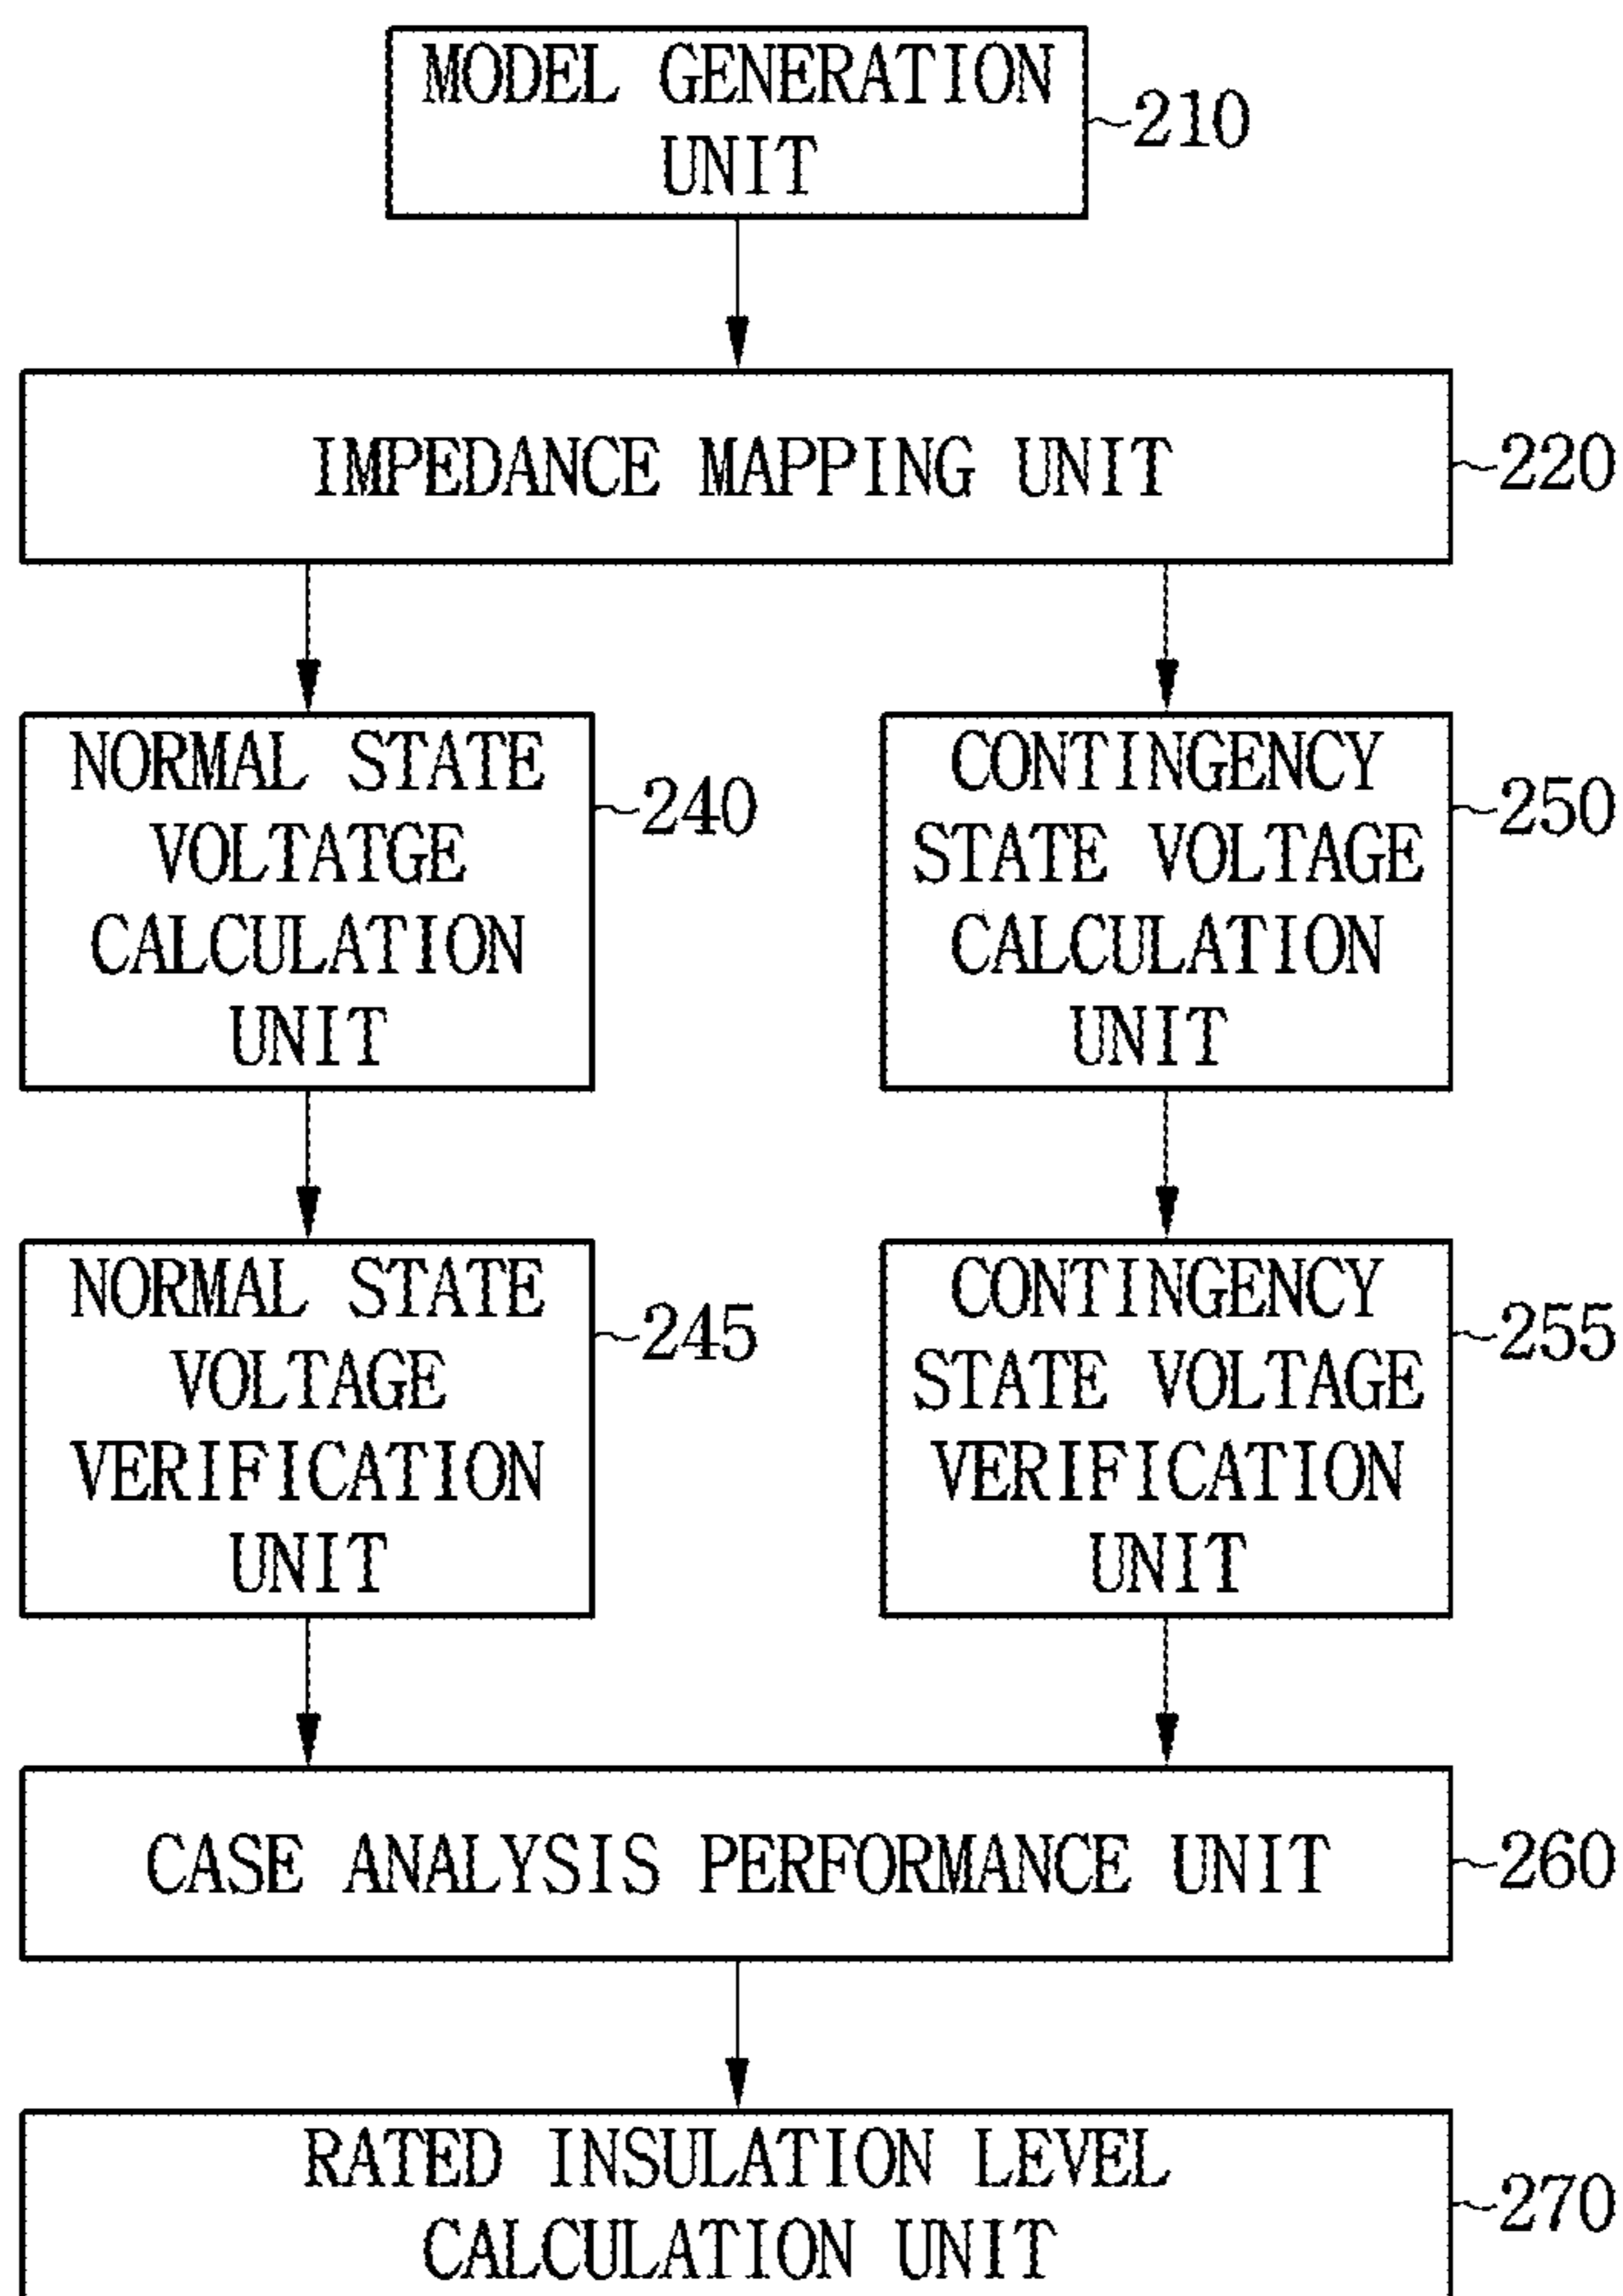 MODEL GENERATION
UNIT
210
IMPEDANCE MAPPING UNIT
220
NORMAL STATE
VOLTATGE
CALCULATION
UNIT
240
CONTINGENCY
STATE VOLTAGE
CALCULATION
UNIT
250
NORMAL STATE
VOLTAGE
VERIFICATION
UNIT
245
CONTINGENCY
STATE VOLTAGE
VERIFICATION
UNIT
255
CASE ANALYSIS PERFORMANCE UNIT
260
RATED INSULATION LEVEL
CALCULATION UNIT
270